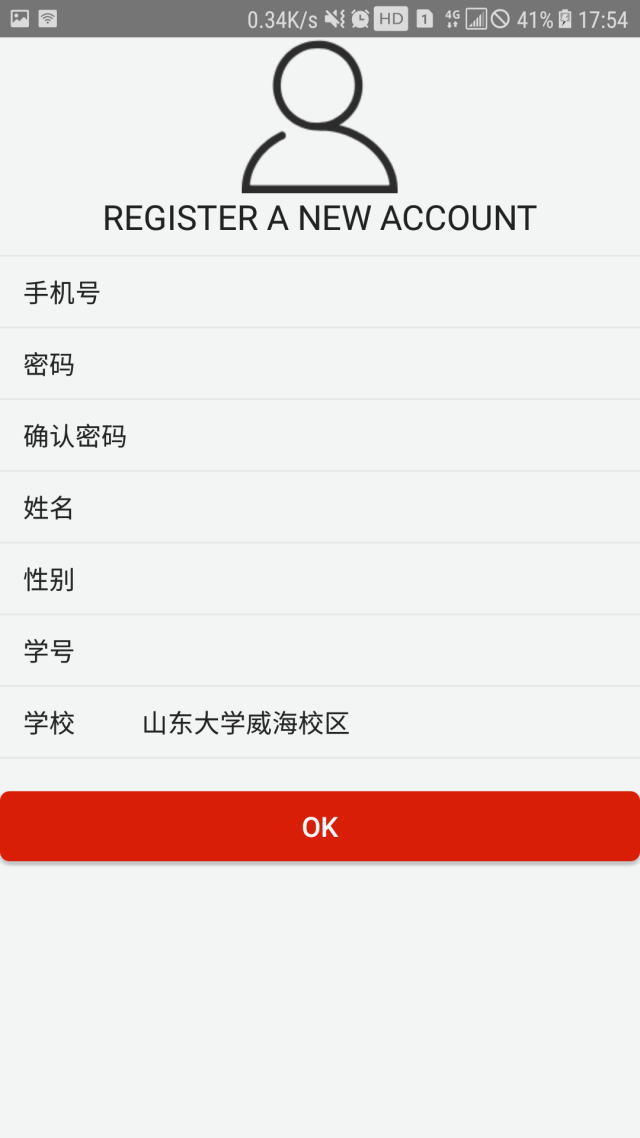 0.34K/s HD 1 4G 41% 17:54
REGISTER A NEW ACCOUNT
手机号
密码
确认密码
姓名
性别
学号
学校 山东大学威海校区
OK